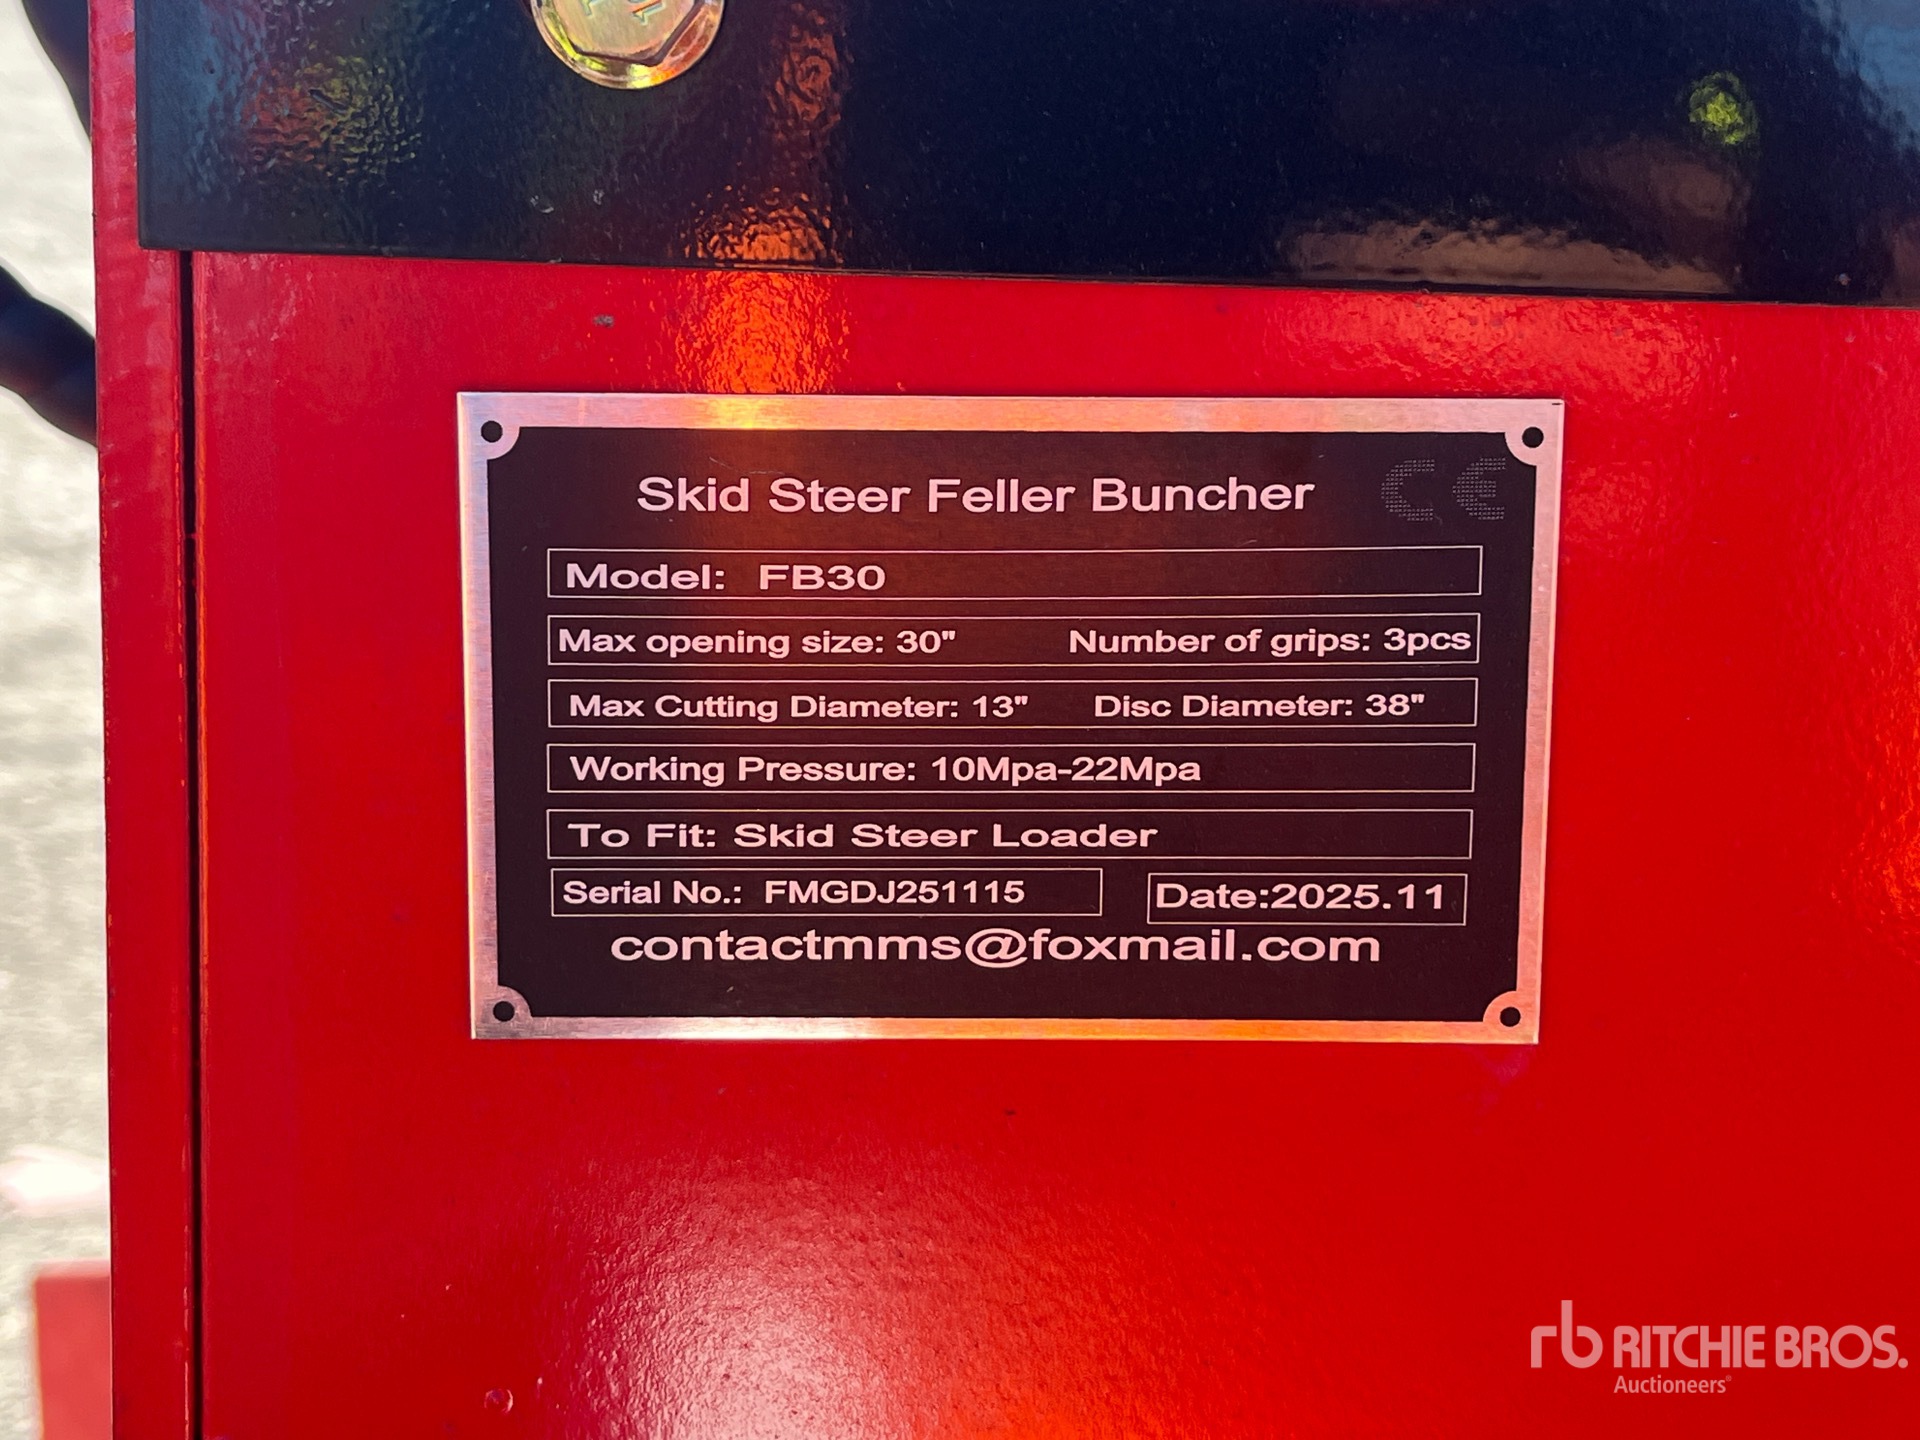 Skid Steer Feller Buncher CE
Model: FB30
Max opening size: 30" Number of grips: 3pcs
Max Cutting Diameter: 13" Disc Diameter: 38"
Working Pressure: 10Mpa-22Mpa
To Fit: Skid Steer Loader
Serial No.: FMGDJ251115 Date:2025.11
contactmms@foxmail.com
rb RITCHIE BROS.
Auctioneers®